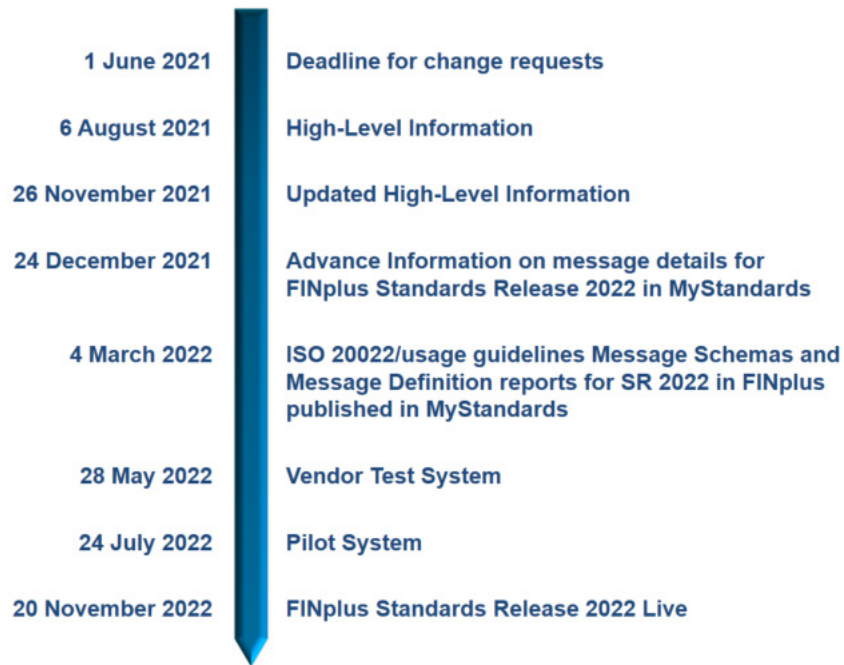 1 June 2021 Deadline for change requests
6 August 2021 High-Level Information
26 November 2021 Updated High-Level Information
24 December 2021 Advance Information on message details for
FINplus Standards Release 2022 in MyStandards
4 March 2022 ISO 20022/usage guidelines Message Schemas and
Message Definition reports for SR 2022 in FINplus
published in MyStandards
28 May 2022 Vendor Test System
24 July 2022 Pilot System
20 November 2022 FINplus Standards Release 2022 Live